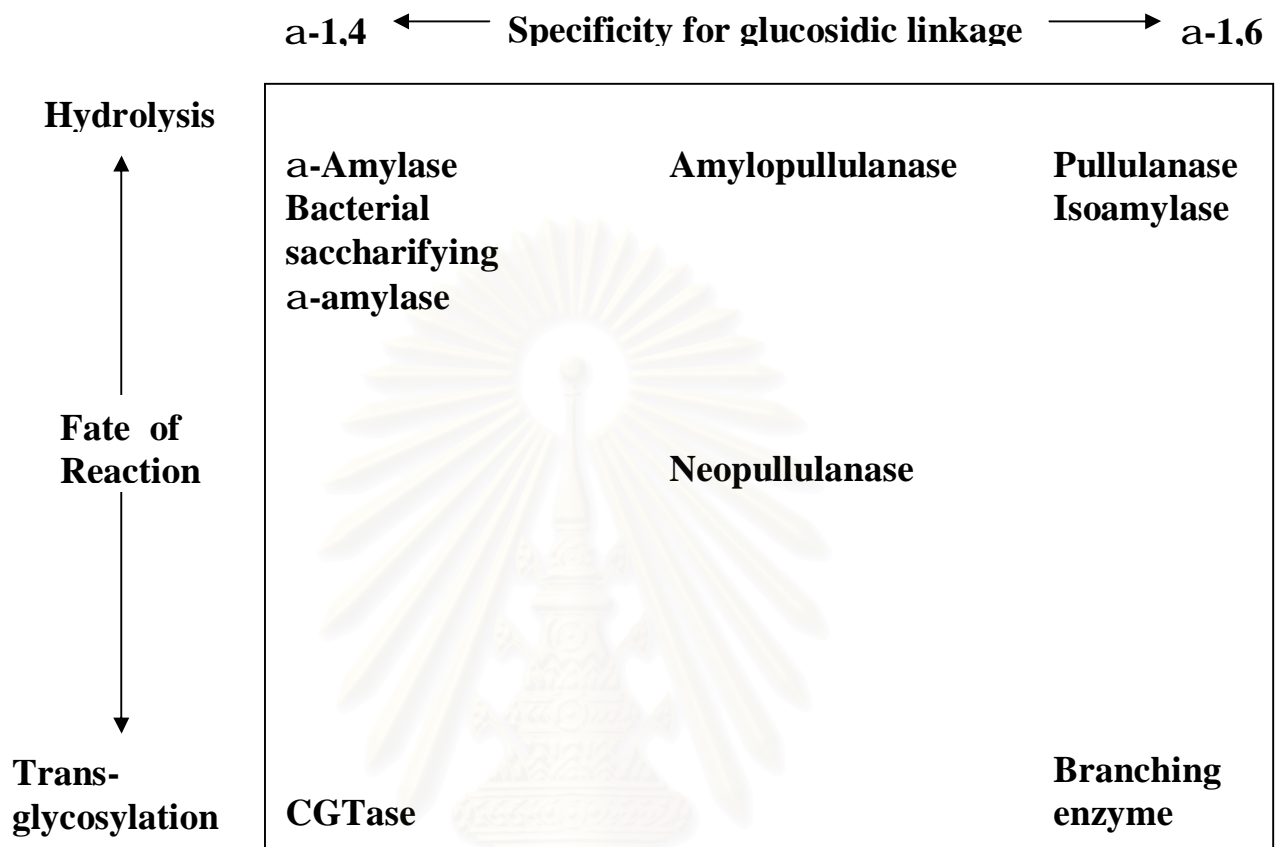 a-1,4 Specificity for glucosidic linkage a-1,6
Hydrolysis
a-Amylase Amylopullulanase Pullulanase
Bacterial Isoamylase
saccharifying
a-amylase
Fate of
Reaction
Neopullulanase
Trans-
glycosylation
CGTase
Branching
enzyme